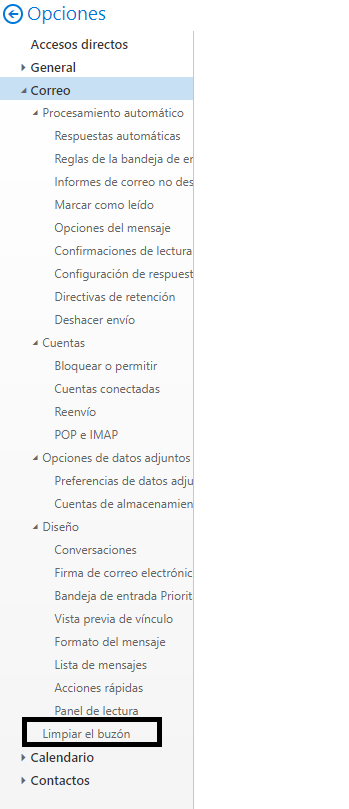 Opciones
Accesos directos
General
Correo
Procesamiento automático
Respuestas automáticas
Reglas de la bandeja de er
Informes de correo no des
Marcar como leído
Opciones del mensaje
Confirmaciones de lectura
Configuración de respuest
Directivas de retención
Deshacer envío
Cuentas
Bloquear o permitir
Cuentas conectadas
Reenvío
POP e IMAP
Opciones de datos adjuntos
Preferencias de datos adju
Cuentas de almacenamien
Diseño
Conversaciones
Firma de correo electrónic
Bandeja de entrada Priorit
Vista previa de vínculo
Formato del mensaje
Lista de mensajes
Acciones rápidas
Panel de lectura
Limpiar el buzón
Calendario
Contactos